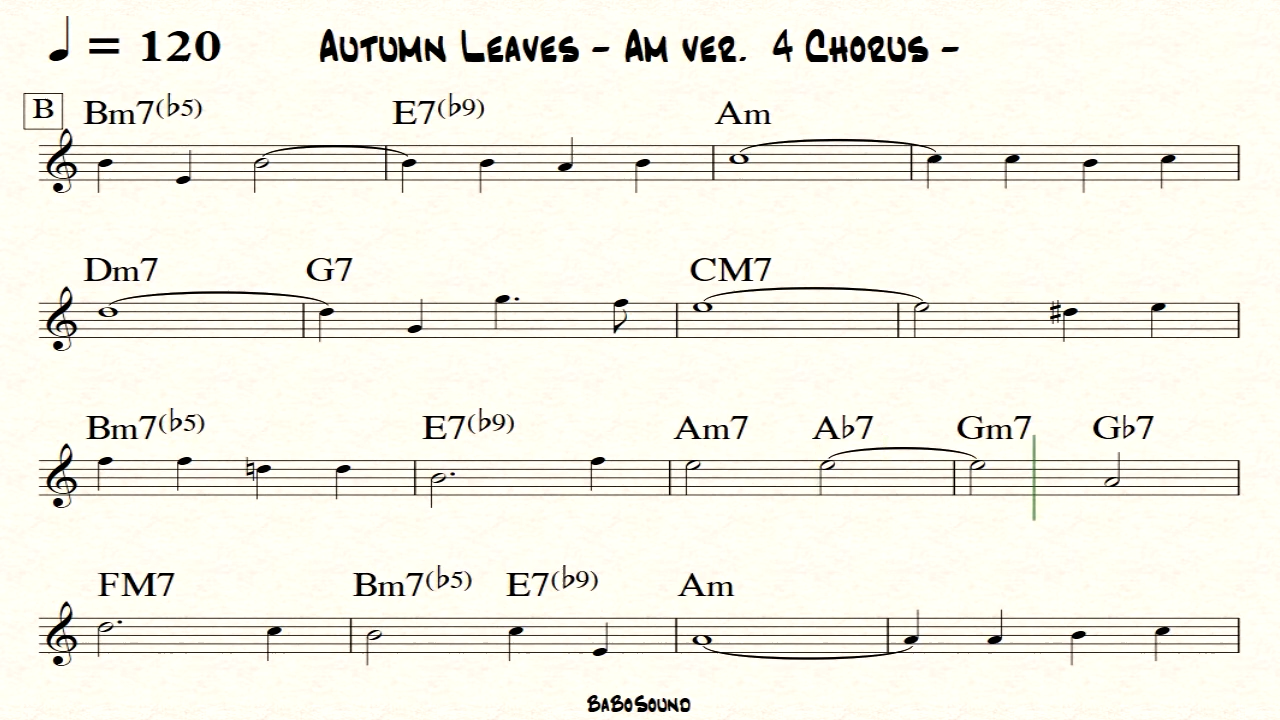 ♩ = 120 AUTUMN LEAVES - AM VER. 4 CHORUS -
B Bm7(♭5) E7(♭9) Am
Dm7 G7 CM7
Bm7(♭5) E7(♭9) Am7 A♭7 Gm7 G♭7
FM7 Bm7(♭5) E7(♭9) Am
BABOSOUND